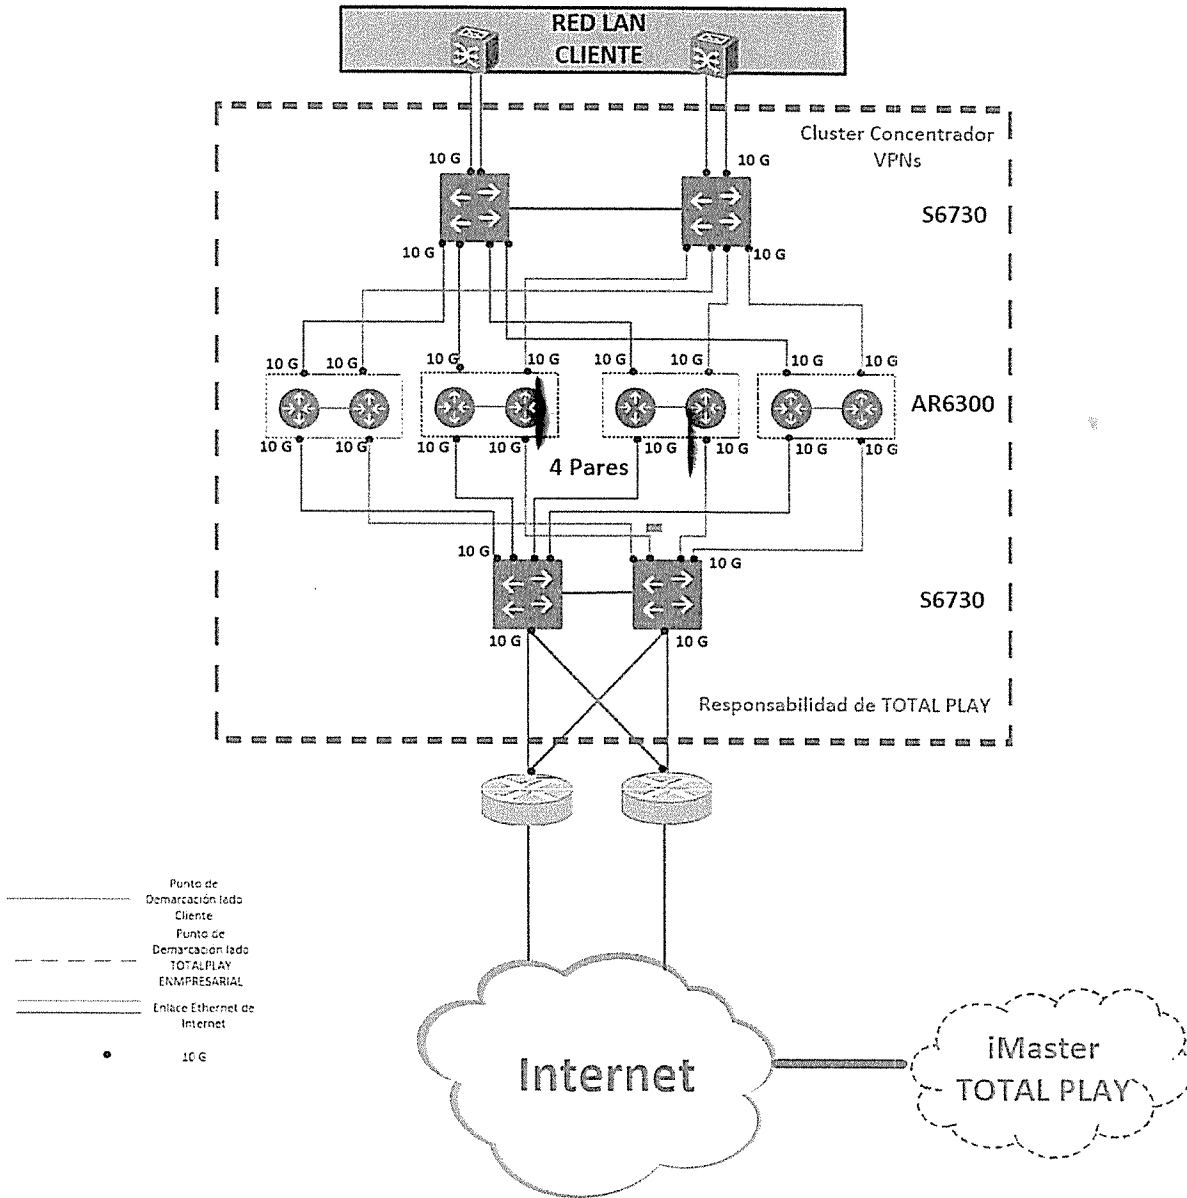 RED LAN
CLIENTE
Cluster Concentrador
VPNs
10 G
10 G
S6730
10 G
10 G
10 G
10 G
10 G
10 G
10 G
10 G
10 G
10 G
AR6300
10 G
10 G
10 G
10 G
10 G
10 G
10 G
10 G
4 Pares
10 G
10 G
S6730
10 G
10 G
Responsabilidad de TOTAL PLAY
Punto de
Demarcación lado
Cliente
Punto de
Demarcación lado
TOTALPLAY
ENMPRESARIAL
Enlace Ethernet de
Internet
10 G
Internet
iMaster
TOTAL PLAY